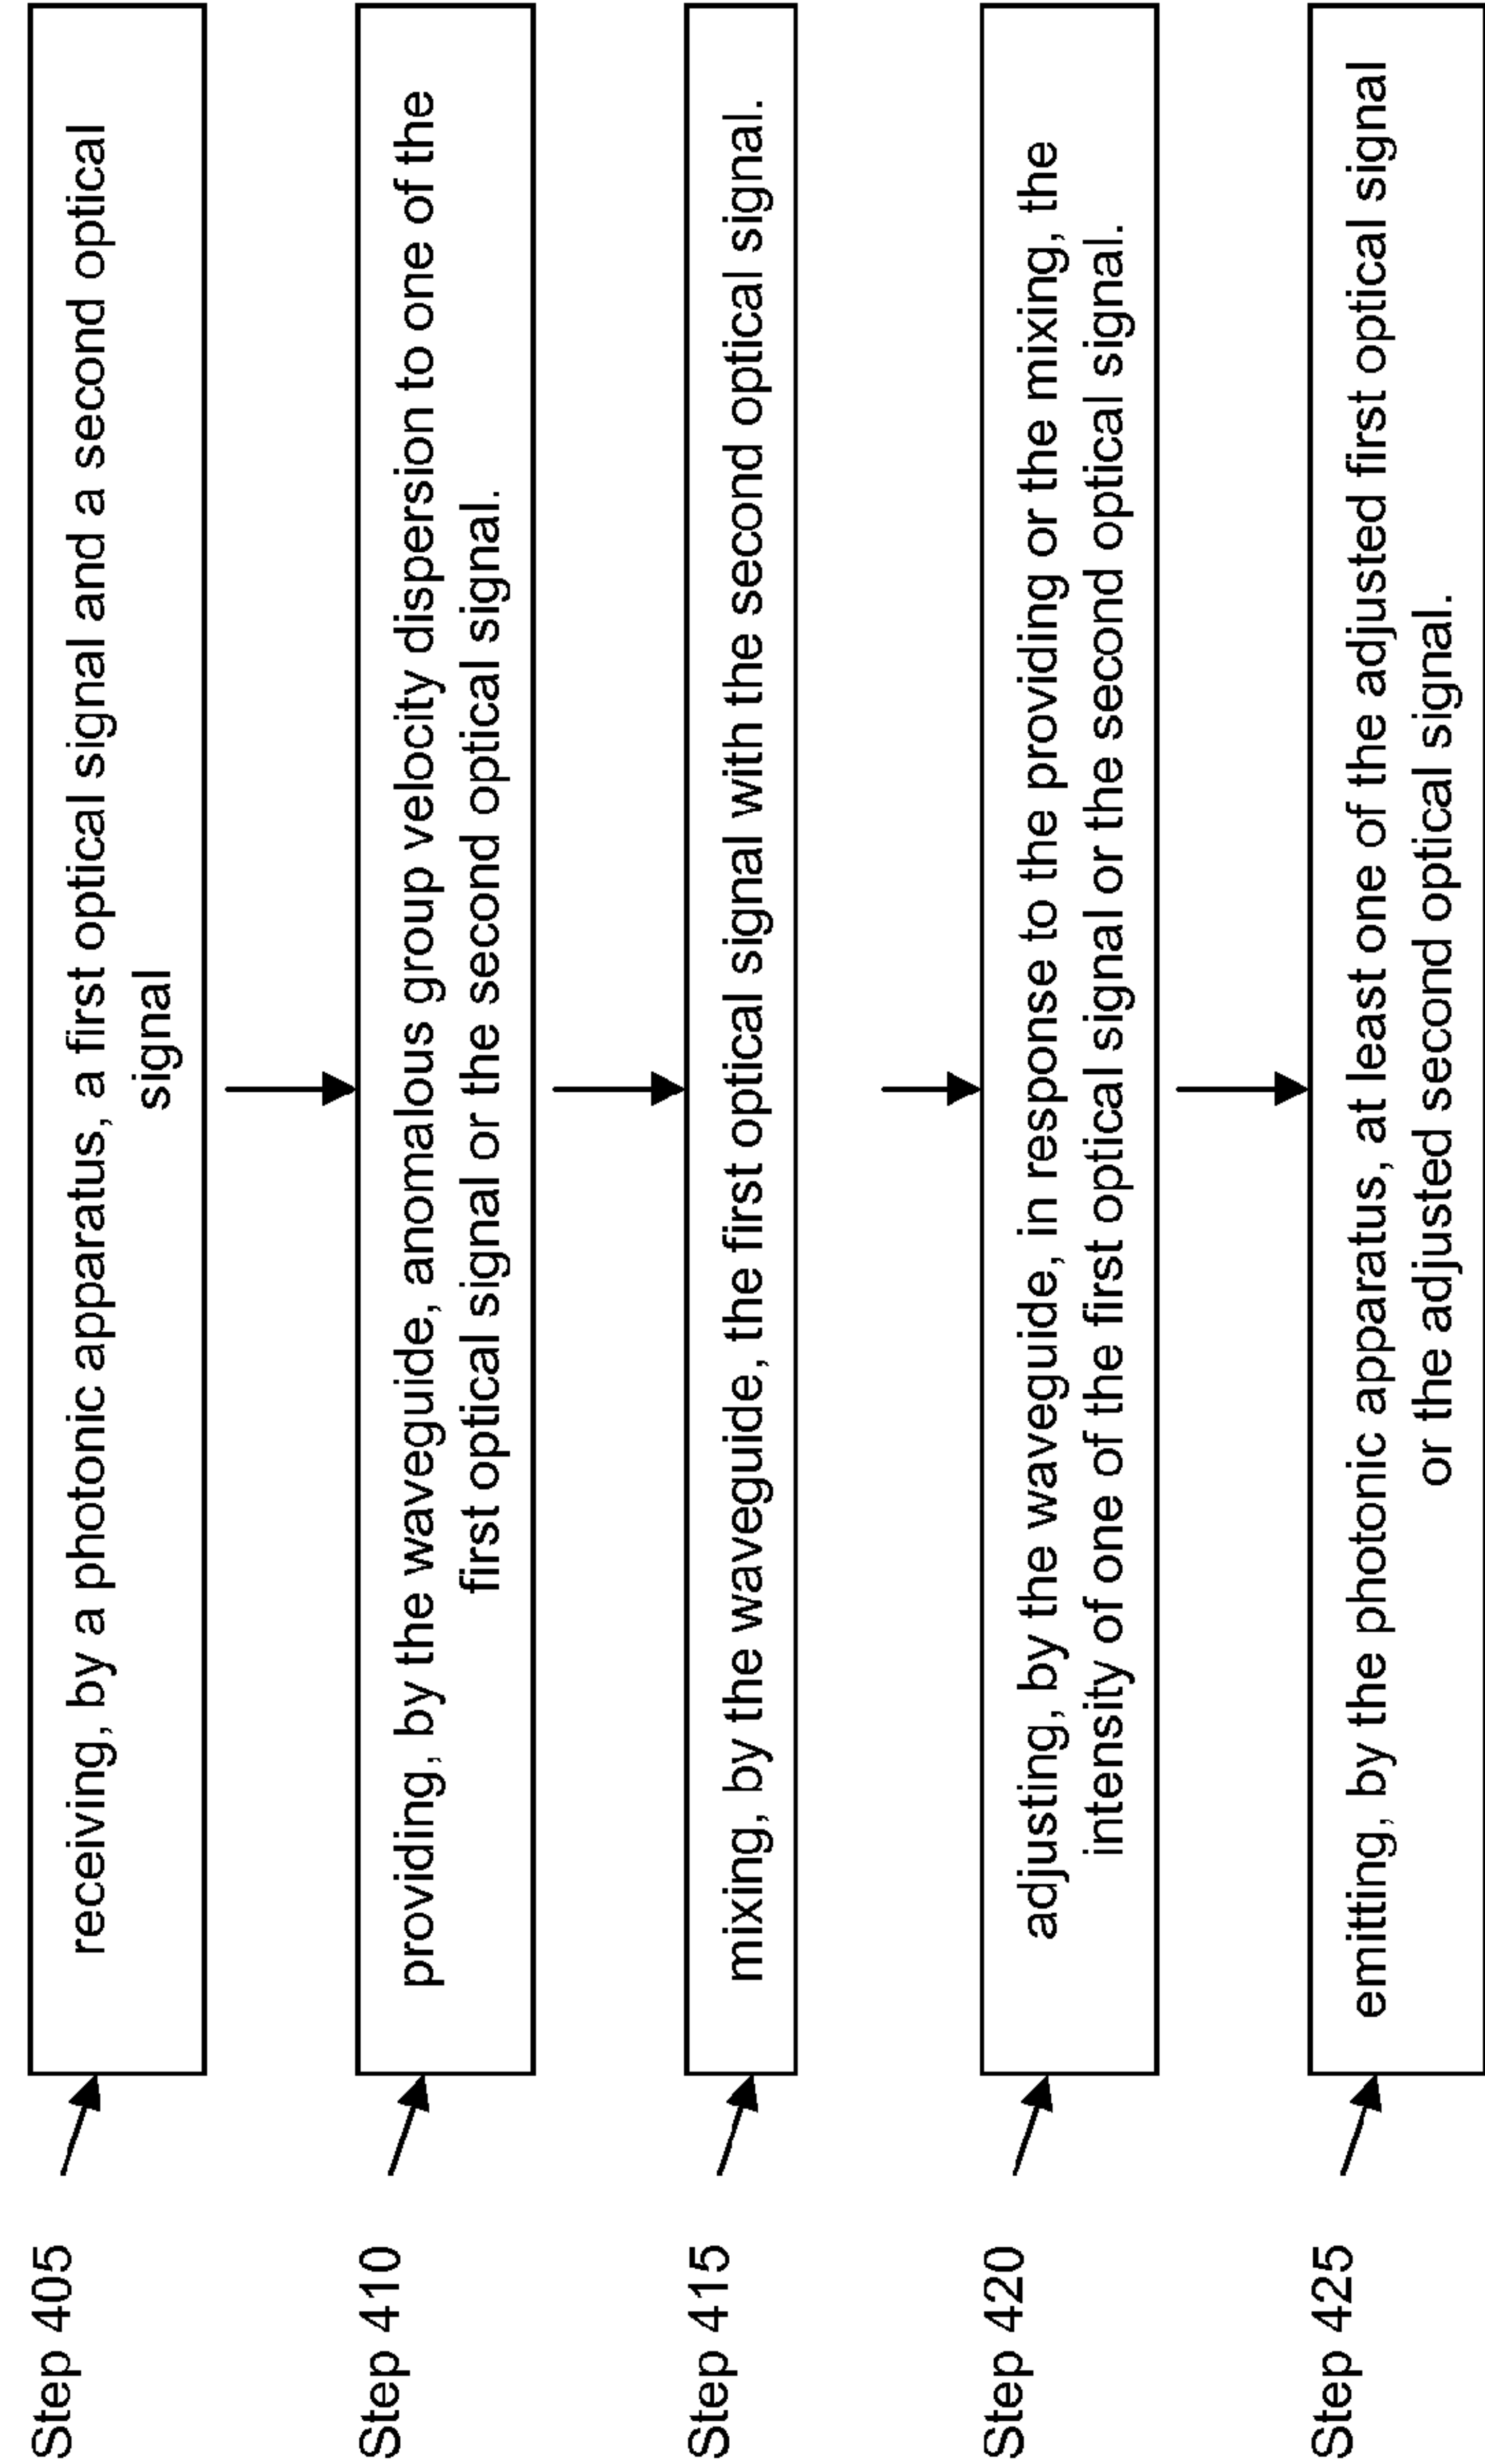 Step 405
receiving, by a photonic apparatus, a first optical signal and a second optical
signal
Step 410
providing, by the waveguide, anomalous group velocity dispersion to one of the
first optical signal or the second optical signal.
Step 415
mixing, by the waveguide, the first optical signal with the second optical signal.
Step 420
adjusting, by the waveguide, in response to the providing or the mixing, the
intensity of one of the first optical signal or the second optical signal.
Step 425
emitting, by the photonic apparatus, at least one of the adjusted first optical signal
or the adjusted second optical signal.